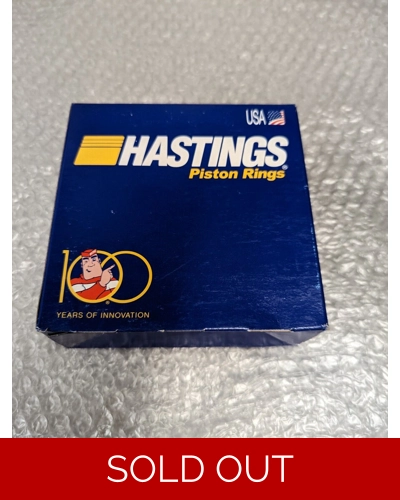 USA
HASTINGS®
Piston Rings
100
YEARS OF INNOVATION
SOLD OUT